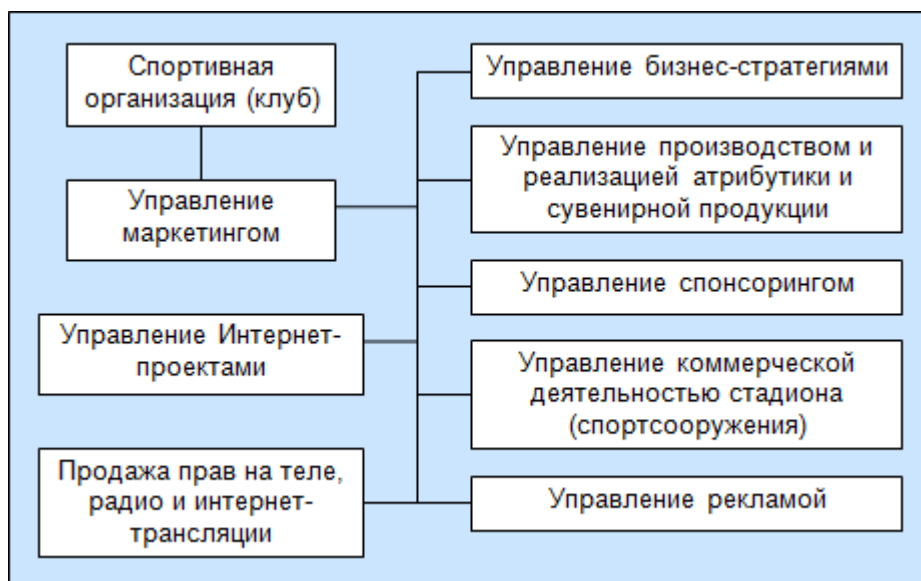 Спортивная
организация (клуб)
Управление
маркетингом
Управление Интернет-
проектами
Продажа прав на теле,
радио и интернет-
трансляции
Управление бизнес-стратегиями
Управление производством и
реализацией атрибутики и
сувенирной продукции
Управление спонсорингом
Управление коммерческой
деятельностью стадиона
(спортсооружения)
Управление рекламой